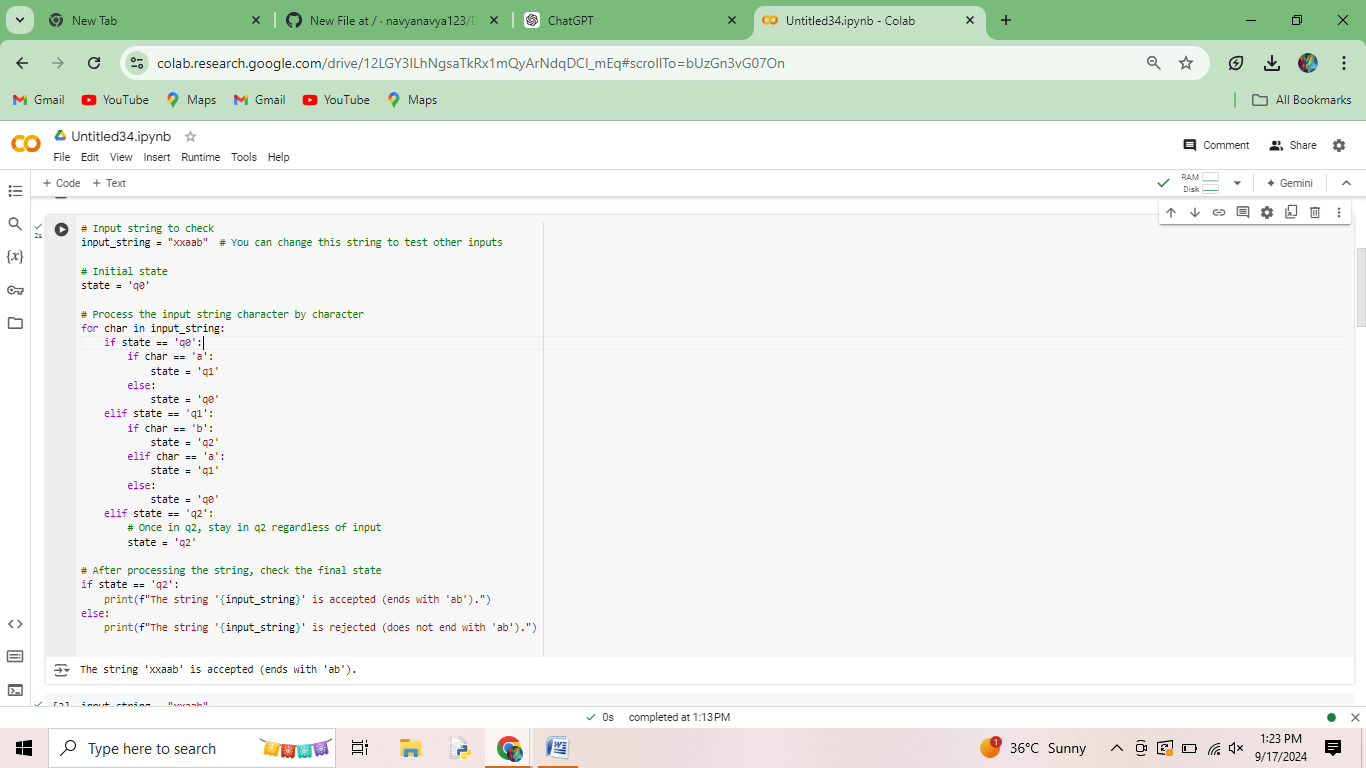 New Tab
New File at / · navyanavya123/D
ChatGPT
Untitled34.ipynb - Colab
colab.research.google.com/drive/12LGY3ILhNgsaTkRx1mQyArNdqDCI_mEq#scrollTo=bUzGn3vG07On
Gmail YouTube Maps Gmail YouTube Maps All Bookmarks
Untitled34.ipynb
File Edit View Insert Runtime Tools Help
Comment Share
+ Code + Text
RAM
Disk
Gemini
2s
# Input string to check
input_string = "xxaab"  # You can change this string to test other inputs
# Initial state
state = 'q0'
# Process the input string character by character
for char in input_string:
    if state == 'q0':
        if char == 'a':
            state = 'q1'
        else:
            state = 'q0'
    elif state == 'q1':
        if char == 'b':
            state = 'q2'
        elif char == 'a':
            state = 'q1'
        else:
            state = 'q0'
    elif state == 'q2':
        # Once in q2, stay in q2 regardless of input
        state = 'q2'
# After processing the string, check the final state
if state == 'q2':
    print(f"The string '{input_string}' is accepted (ends with 'ab').")
else:
    print(f"The string '{input_string}' is rejected (does not end with 'ab').")
The string 'xxaab' is accepted (ends with 'ab').
input_string = "xxaab"
0s completed at 1:13 PM
Type here to search
36°C Sunny
1:23 PM
9/17/2024